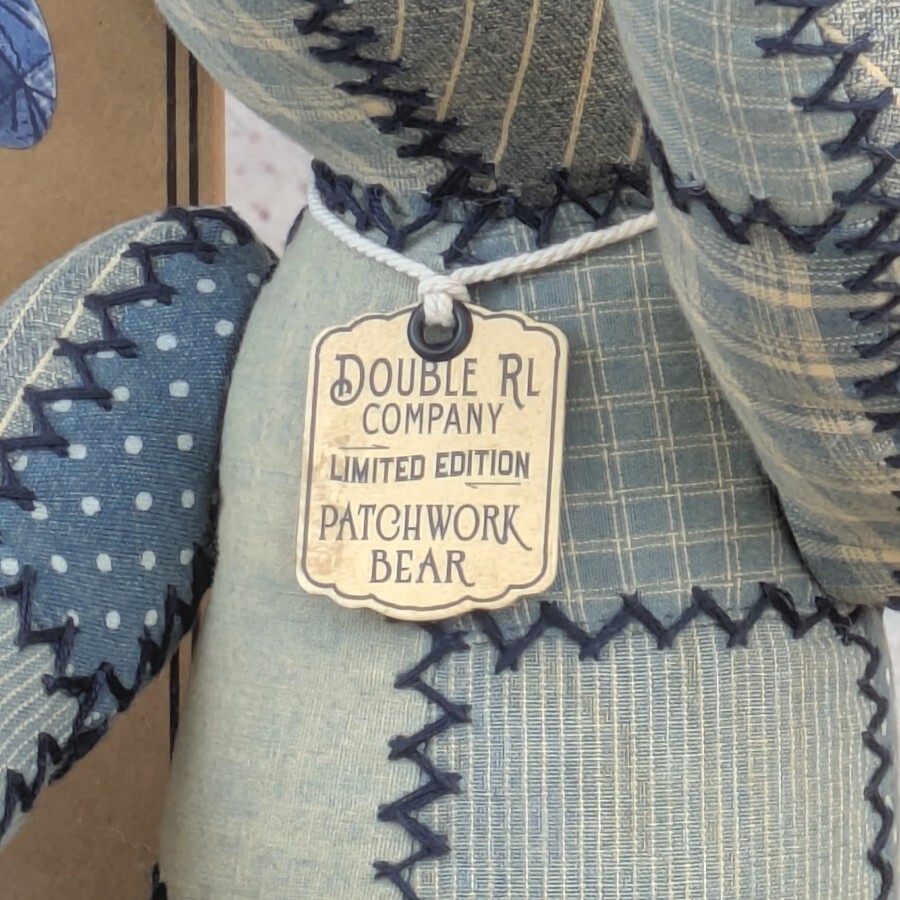 DOUBLE RL
COMPANY
LIMITED EDITION
PATCHWORK
BEAR